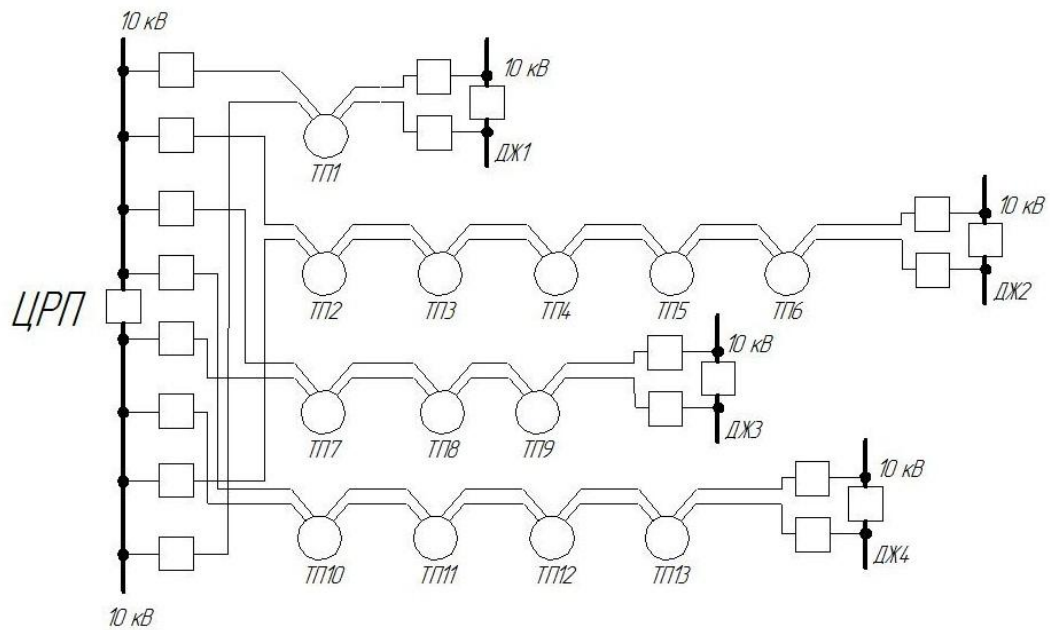 10 кВ
10 кВ
ДЖ1
ТП1
10 кВ
ДЖ2
ТП2
ТП3
ТП4
ТП5
ТП6
ЦРП
10 кВ
ДЖ3
ТП7
ТП8
ТП9
10 кВ
ДЖ4
ТП10
ТП11
ТП12
ТП13
10 кВ